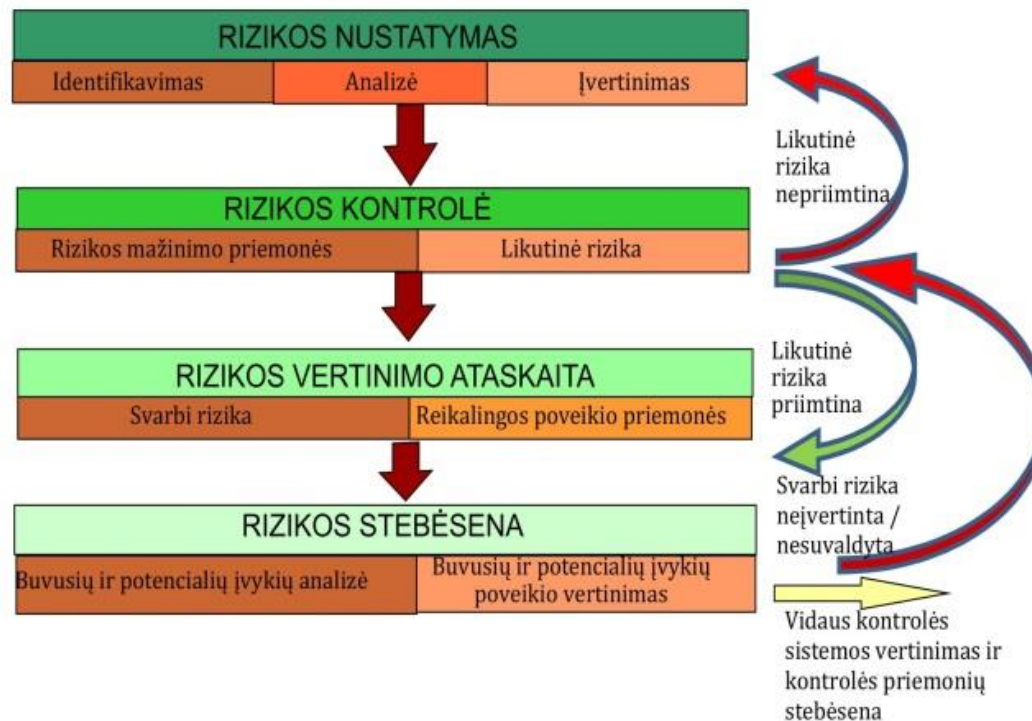 RIZIKOS NUSTATYMAS
Identifikavimas
Analizė
Įvertinimas
Likutinė
rizika
nepriimtina
RIZIKOS KONTROLĖ
Rizikos mažinimo priemonės
Likutinė rizika
Likutinė
rizika
priimtina
RIZIKOS VERTINIMO ATASKAITA
Svarbi rizika
Reikalingos poveikio priemonės
Svarbi rizika
neįvertinta /
nesuvaldyta
RIZIKOS STEBĖSENA
Buvusių ir potencialių įvykių analizė
Buvusių ir potencialių įvykių
poveikio vertinimas
Vidaus kontrolės
sistemos vertinimas ir
kontrolės priemonių
stebėsena